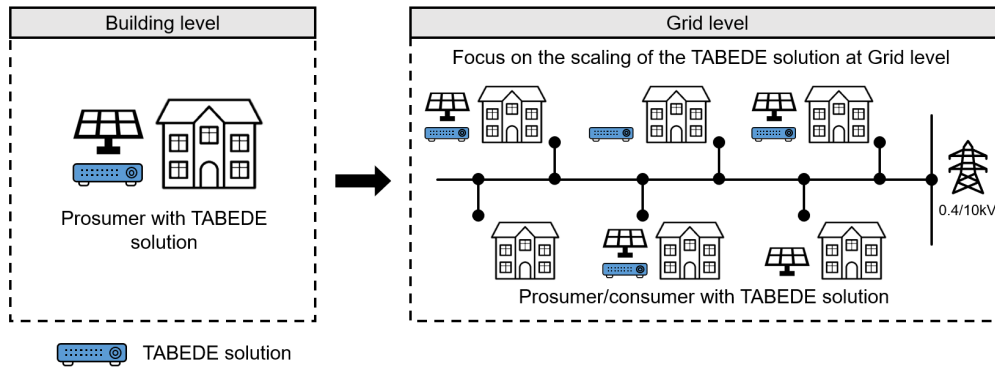 Building level
Prosumer with TABEDE
solution
Grid level
Focus on the scaling of the TABEDE solution at Grid level
0.4/10kV
Prosumer/consumer with TABEDE solution
TABEDE solution